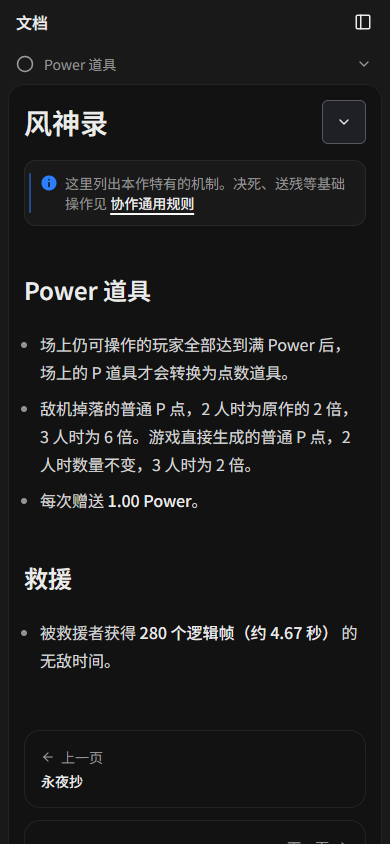 文档
Power 道具
风神录
这里列出本作特有的机制。决死、送残等基础
操作见 协作通用规则
Power 道具
场上仍可操作的玩家全部达到满 Power 后，
场上的 P 道具才会转换为点数道具。
敌机掉落的普通 P 点，2 人时为原作的 2 倍，
3 人时为 6 倍。游戏直接生成的普通 P 点，2
人时数量不变，3 人时为 2 倍。
每次赠送 1.00 Power。
救援
被救援者获得 280 个逻辑帧（约 4.67 秒） 的
无敌时间。
上一页
永夜抄